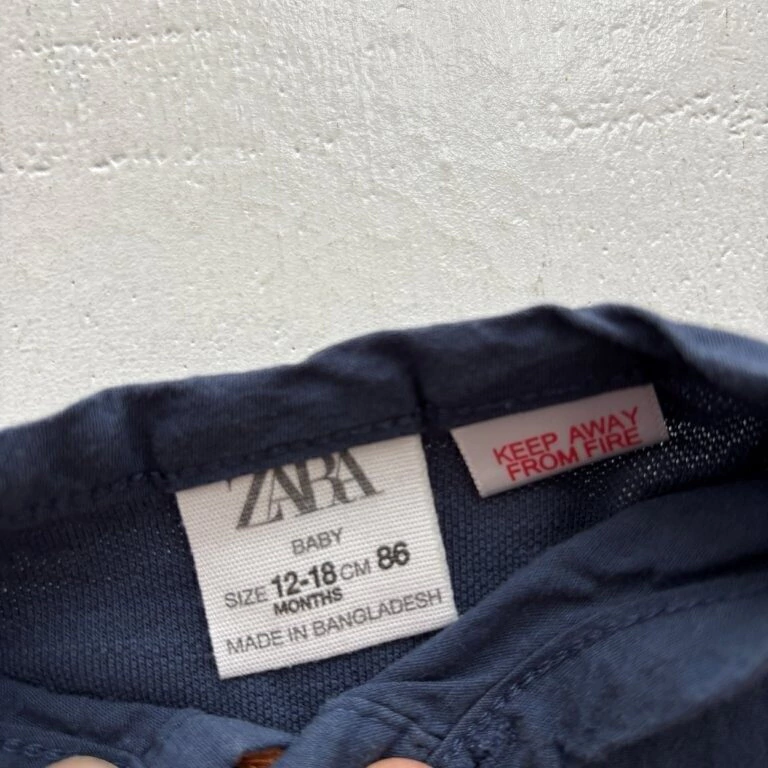 ZARA
BABY
SIZE 12-18 CM 86
MONTHS
MADE IN BANGLADESH
KEEP AWAY
FROM FIRE